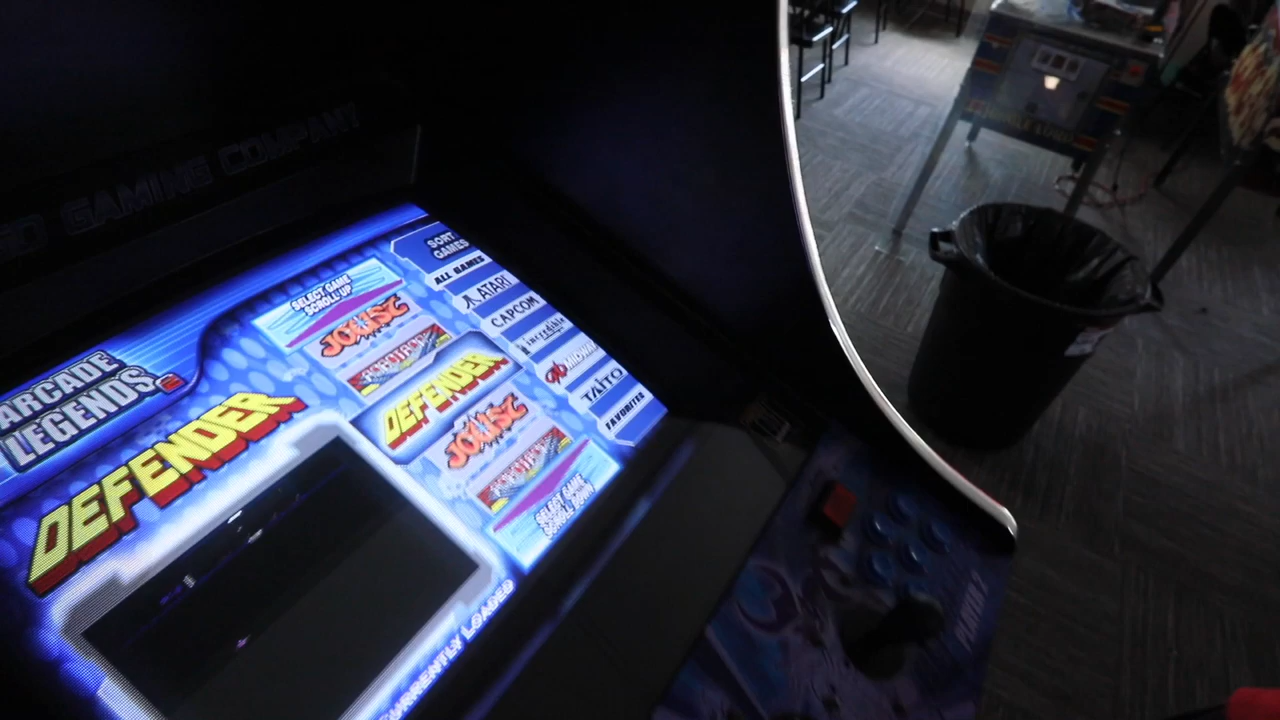 GAMING COMPANY
ARCADE
LEGENDS
DEFENDER
SELECT GAME
SCROLL UP
JOUST
DEFENDER
JOUST
SELECT GAME
SCROLL DOWN
SORT
GAMES
ALL GAMES
ATARI
CAPCOM
incredible
MIDWAY
TAITO
FAVORITES
CURRENTLY LOADED